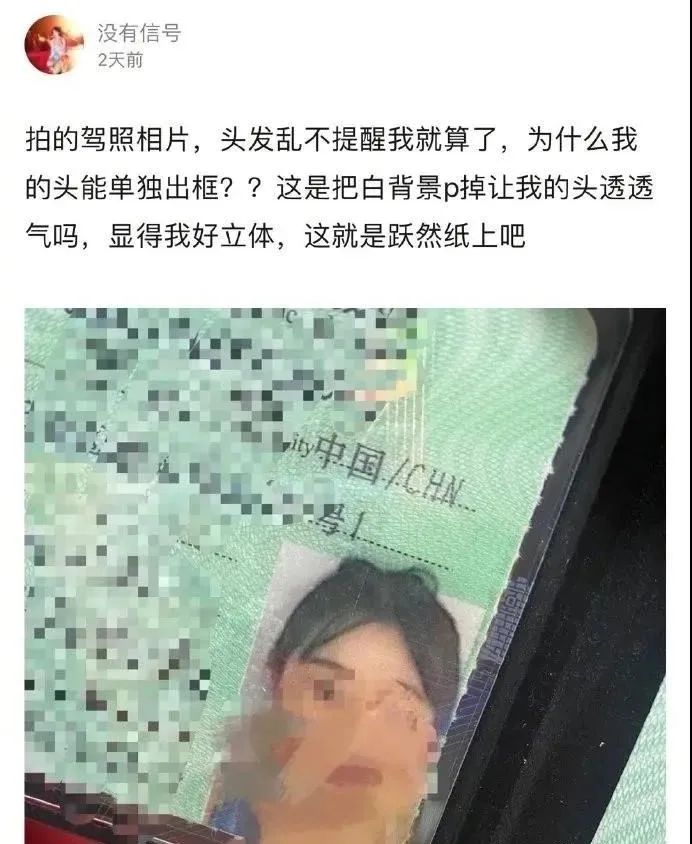 没有信号
2天前
拍的驾照相片，头发乱不提醒我就算了，为什么我
的头能单独出框？？这是把白背景p掉让我的头透透
气吗，显得我好立体，这就是跃然纸上吧
ity中国/CHN